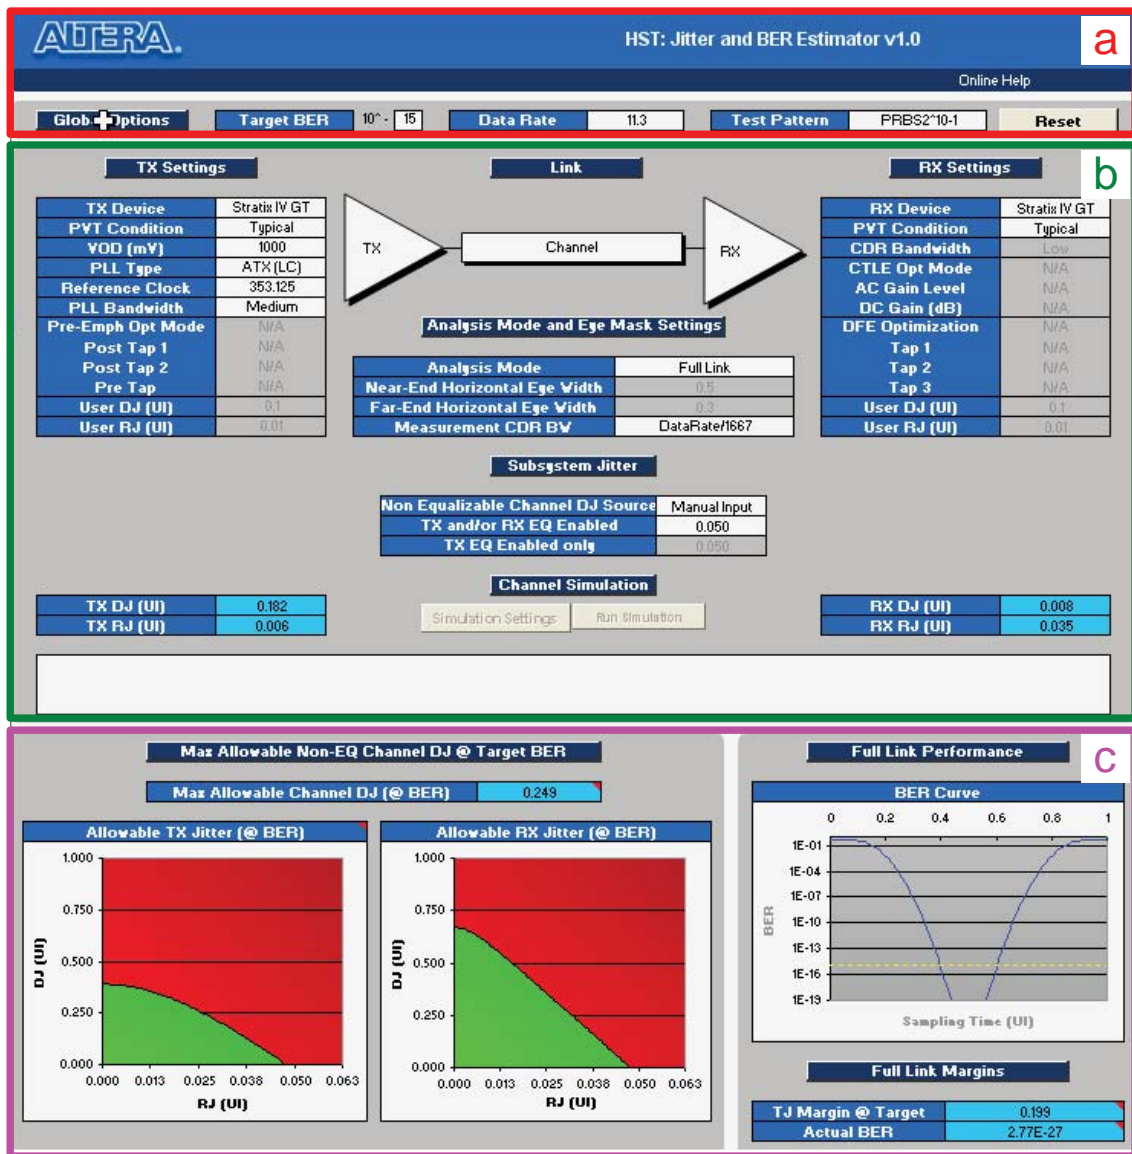 ALTERA.
HST: Jitter and BER Estimator v1.0
a
Online Help
Target BER 10^- 15 Data Rate 11.3 Test Pattern PRBS2^10-1 Reset
TX Settings Link RX Settings b
TX Device Stratix IV GT
PVT Condition Typical
VOD (mV) 1000
PLL Type ATX (LC)
Reference Clock 353.125
PLL Bandwidth Medium
Pre-Emph Opt Mode N/A
Post Tap 1 N/A
Post Tap 2 N/A
Pre Tap N/A
User DJ (UI) 0.1
User RJ (UI) 0.01
TX Channel RX
Analysis Mode and Eye Mask Settings
Analysis Mode Full Link
Near-End Horizontal Eye Width 0.5
Far-End Horizontal Eye Width 0.3
Measurement CDR BW DataRate/1667
RX Device Stratix IV GT
PVT Condition Typical
CDR Bandwidth Low
CTLE Opt Mode N/A
AC Gain Level N/A
DC Gain (dB) N/A
DFE Optimization N/A
Tap 1 N/A
Tap 2 N/A
Tap 3 N/A
User DJ (UI) 0.1
User RJ (UI) 0.01
Subsystem Jitter
Non Equalizable Channel DJ Source Manual Input
TX and/or RX EQ Enabled 0.050
TX EQ Enabled only 0.050
Channel Simulation
Simulation Settings Run Simulation
TX DJ (UI) 0.182
TX RJ (UI) 0.006
RX DJ (UI) 0.008
RX RJ (UI) 0.035
c
Max Allowable Non-EQ Channel DJ @ Target BER
Max Allowable Channel DJ (@ BER) 0.249
Allowable TX Jitter (@ BER)
1.000
0.750
0.500
0.250
0.000
DJ (UI)
0.000 0.013 0.025 0.038 0.050 0.063
RJ (UI)
Allowable RX Jitter (@ BER)
1.000
0.750
0.500
0.250
0.000
DJ (UI)
0.000 0.013 0.025 0.038 0.050 0.063
RJ (UI)
Full Link Performance
BER Curve
0 0.2 0.4 0.6 0.8 1
1E-01
1E-04
1E-07
1E-10
1E-13
1E-16
1E-19
BER
Sampling Time (UI)
Full Link Margins
TJ Margin @ Target 0.199
Actual BER 2.77E-27